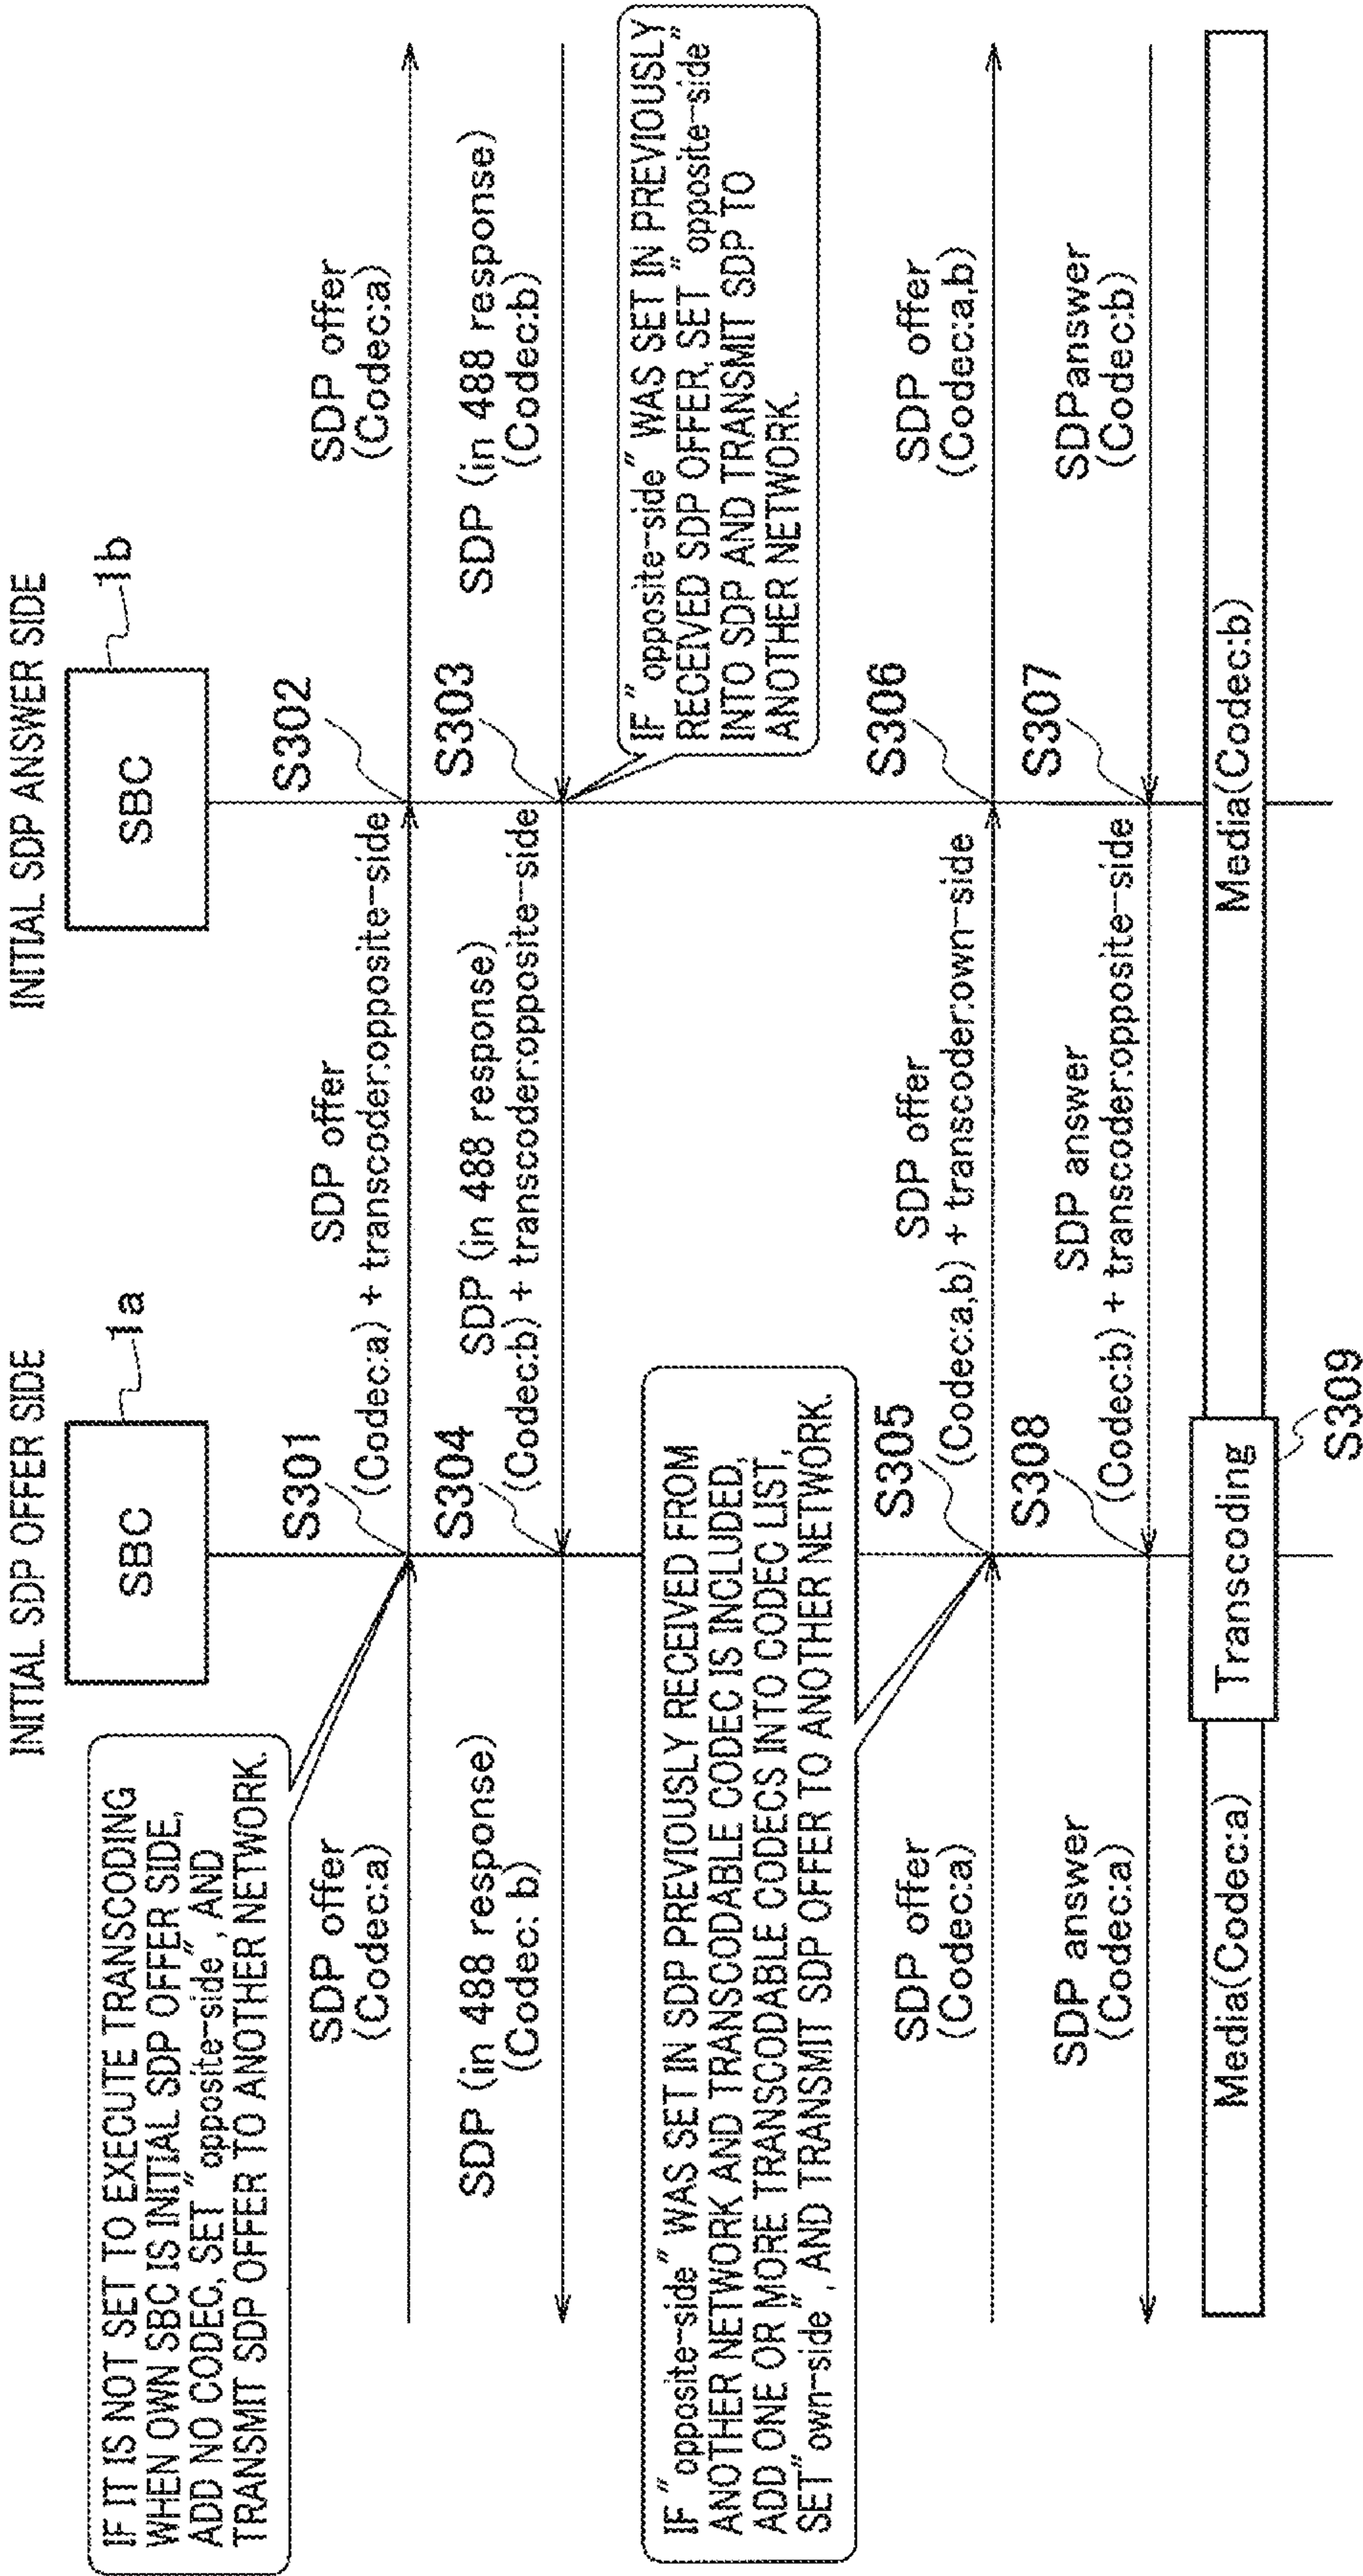 INITIAL SDP OFFER SIDE
INITIAL SDP ANSWER SIDE
SBC
1a
SBC
1b
IF IT IS NOT SET TO EXECUTE TRANSCODING
WHEN OWN SBC IS INITIAL SDP OFFER SIDE,
ADD NO CODEC, SET "opposite-side", AND
TRANSMIT SDP OFFER TO ANOTHER NETWORK.
S301
S302
SDP offer
(Codec:a)
SDP offer
(Codec:a) + transcoder:opposite-side
SDP offer
(Codec:a)
S304
S303
SDP (in 488 response)
(Codec: b)
SDP (in 488 response)
(Codec:b) + transcoder:opposite-side
SDP (in 488 response)
(Codec:b)
IF "opposite-side" WAS SET IN PREVIOUSLY
RECEIVED SDP OFFER, SET "opposite-side"
INTO SDP AND TRANSMIT SDP TO
ANOTHER NETWORK.
IF "opposite-side" WAS SET IN SDP PREVIOUSLY RECEIVED FROM
ANOTHER NETWORK AND TRANSCODABLE CODEC IS INCLUDED,
ADD ONE OR MORE TRANSCODABLE CODECS INTO CODEC LIST,
SET "own-side", AND TRANSMIT SDP OFFER TO ANOTHER NETWORK.
S305
S306
SDP offer
(Codec:a)
SDP offer
(Codec:a,b) + transcoder:own-side
SDP offer
(Codec:a,b)
S308
S307
SDP answer
(Codec:a)
SDP answer
(Codec:b) + transcoder:opposite-side
SDPanswer
(Codec:b)
Media(Codec:a)
Transcoding
Media(Codec:b)
S309